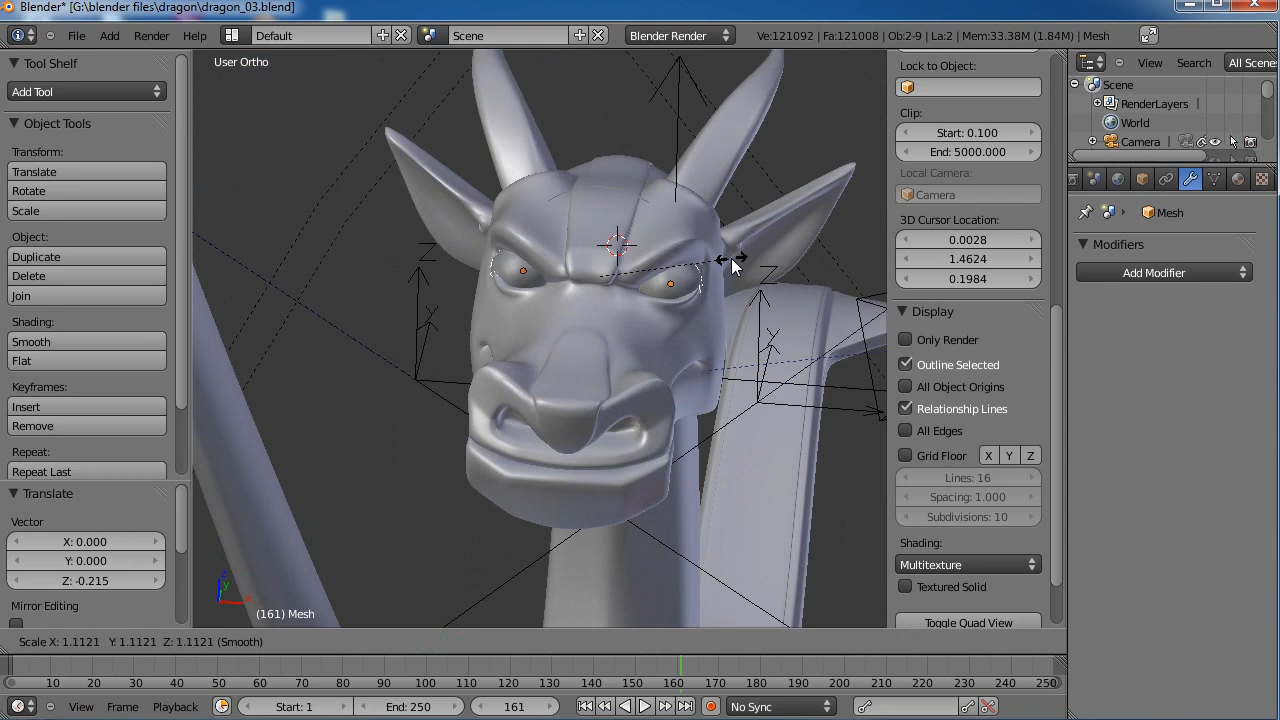 Blender* [G:\blender files\dragon\dragon_03.blend]
File Add Render Help Default Scene Blender Render Ve:121092 | Fa:121008 | Ob:2-9 | La:2 | Mem:33.38M (1.84M) | Mesh
Tool Shelf
Add Tool
Object Tools
Transform:
Translate
Rotate
Scale
Object:
Duplicate
Delete
Join
Shading:
Smooth
Flat
Keyframes:
Insert
Remove
Repeat:
Repeat Last
Translate
Vector
X: 0.000
Y: 0.000
Z: -0.215
Mirror Editing
User Ortho
Z
Y
Z
Y
z
y
x
(161) Mesh
Lock to Object:
Clip:
Start: 0.100
End: 5000.000
Local Camera:
Camera
3D Cursor Location:
0.0028
1.4624
0.1984
Display
Only Render
Outline Selected
All Object Origins
Relationship Lines
All Edges
Grid Floor X Y Z
Lines: 16
Spacing: 1.000
Subdivisions: 10
Shading:
Multitexture
Textured Solid
Toggle Quad View
View Search All Scene
Scene
RenderLayers
World
Camera
Mesh
Modifiers
Add Modifier
Scale X: 1.1121 Y: 1.1121 Z: 1.1121 (Smooth)
10 20 30 40 50 60 70 80 90 100 110 120 130 140 150 160 170 180 190 200 210 220 230 240 250
View Frame Playback Start: 1 End: 250 161 No Sync